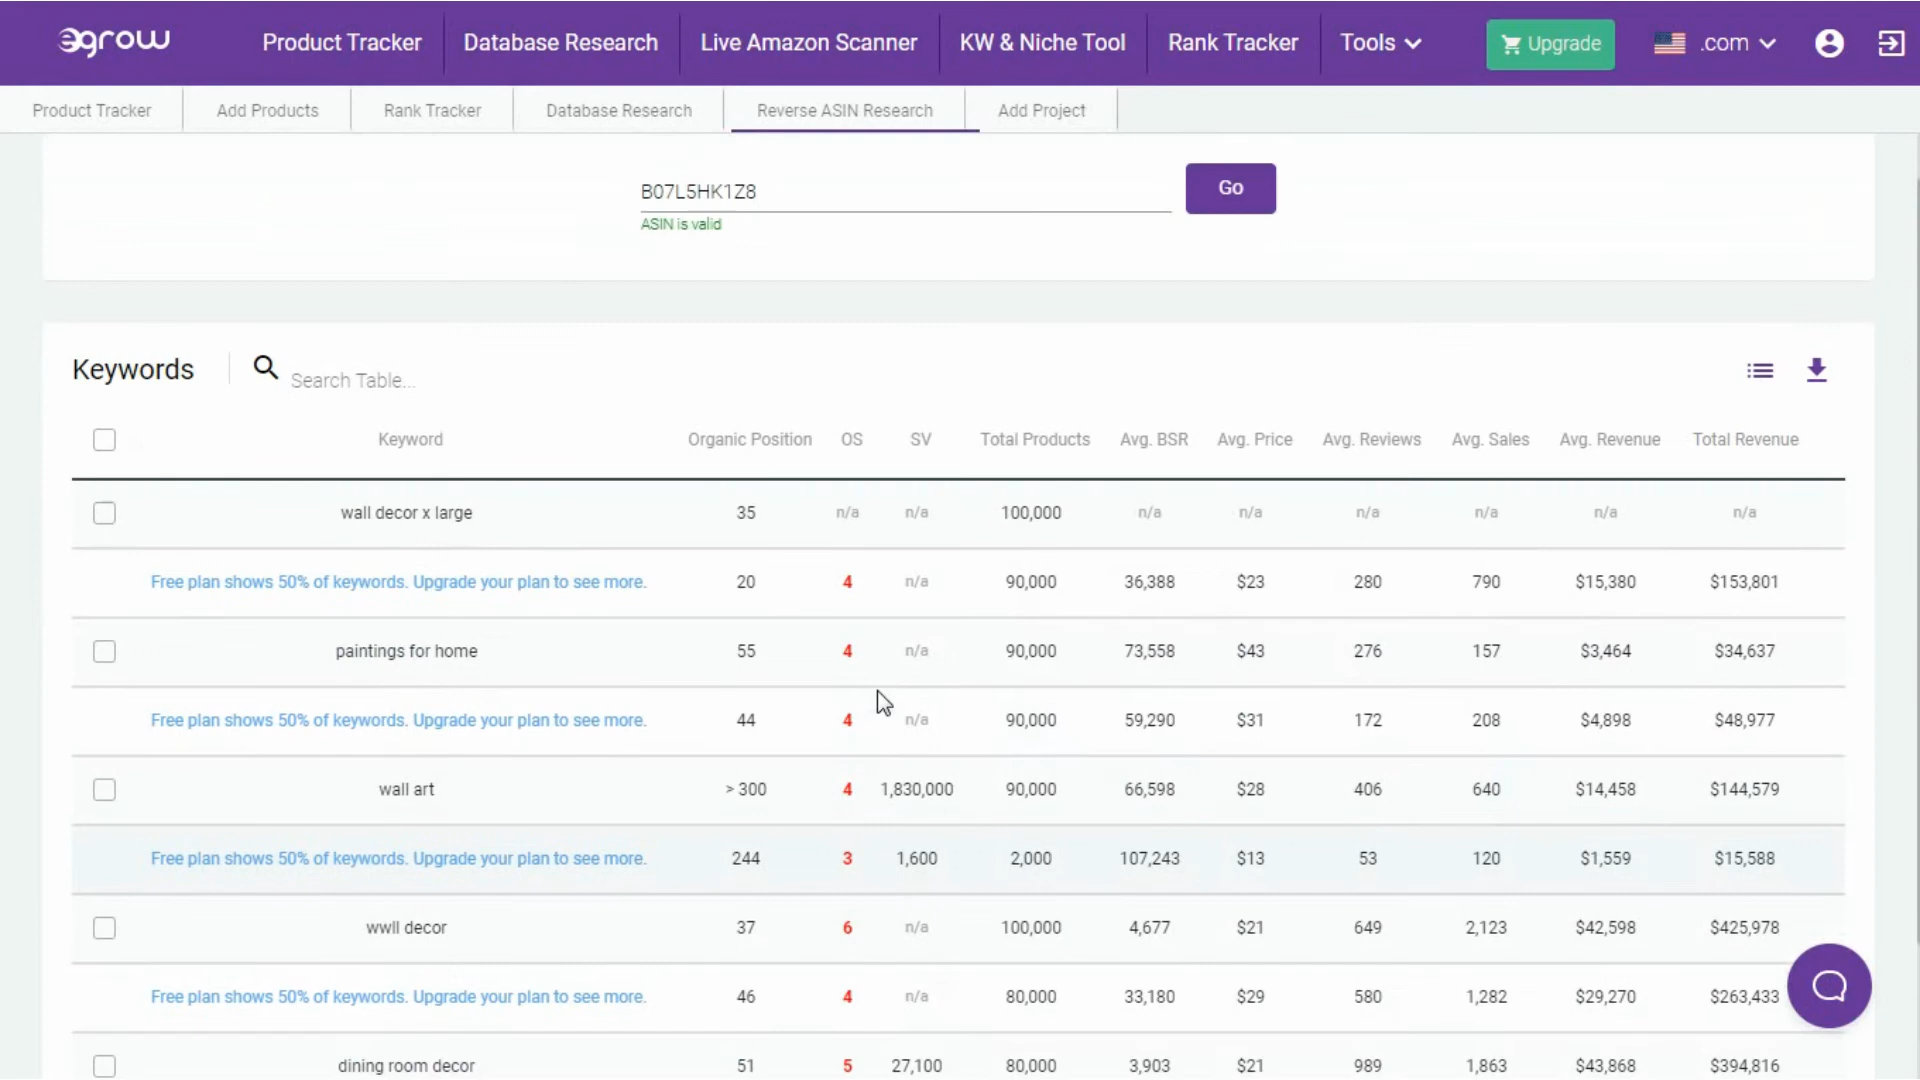 egrow Product Tracker Database Research Live Amazon Scanner KW & Niche Tool Rank Tracker Tools Upgrade .com
Product Tracker Add Products Rank Tracker Database Research Reverse ASIN Research Add Project
B07L5HK1Z8 Go
ASIN is valid
Keywords Search Table...
Keyword Organic Position OS SV Total Products Avg. BSR Avg. Price Avg. Reviews Avg. Sales Avg. Revenue Total Revenue
wall decor x large 35 n/a n/a 100,000 n/a n/a n/a n/a n/a n/a
Free plan shows 50% of keywords. Upgrade your plan to see more. 20 4 n/a 90,000 36,388 $23 280 790 $15,380 $153,801
paintings for home 55 4 n/a 90,000 73,558 $43 276 157 $3,464 $34,637
Free plan shows 50% of keywords. Upgrade your plan to see more. 44 4 n/a 90,000 59,290 $31 172 208 $4,898 $48,977
wall art > 300 4 1,830,000 90,000 66,598 $28 406 640 $14,458 $144,579
Free plan shows 50% of keywords. Upgrade your plan to see more. 244 3 1,600 2,000 107,243 $13 53 120 $1,559 $15,588
wwll decor 37 6 n/a 100,000 4,677 $21 649 2,123 $42,598 $425,978
Free plan shows 50% of keywords. Upgrade your plan to see more. 46 4 n/a 80,000 33,180 $29 580 1,282 $29,270 $263,433
dining room decor 51 5 27,100 80,000 3,903 $21 989 1,863 $43,868 $394,816